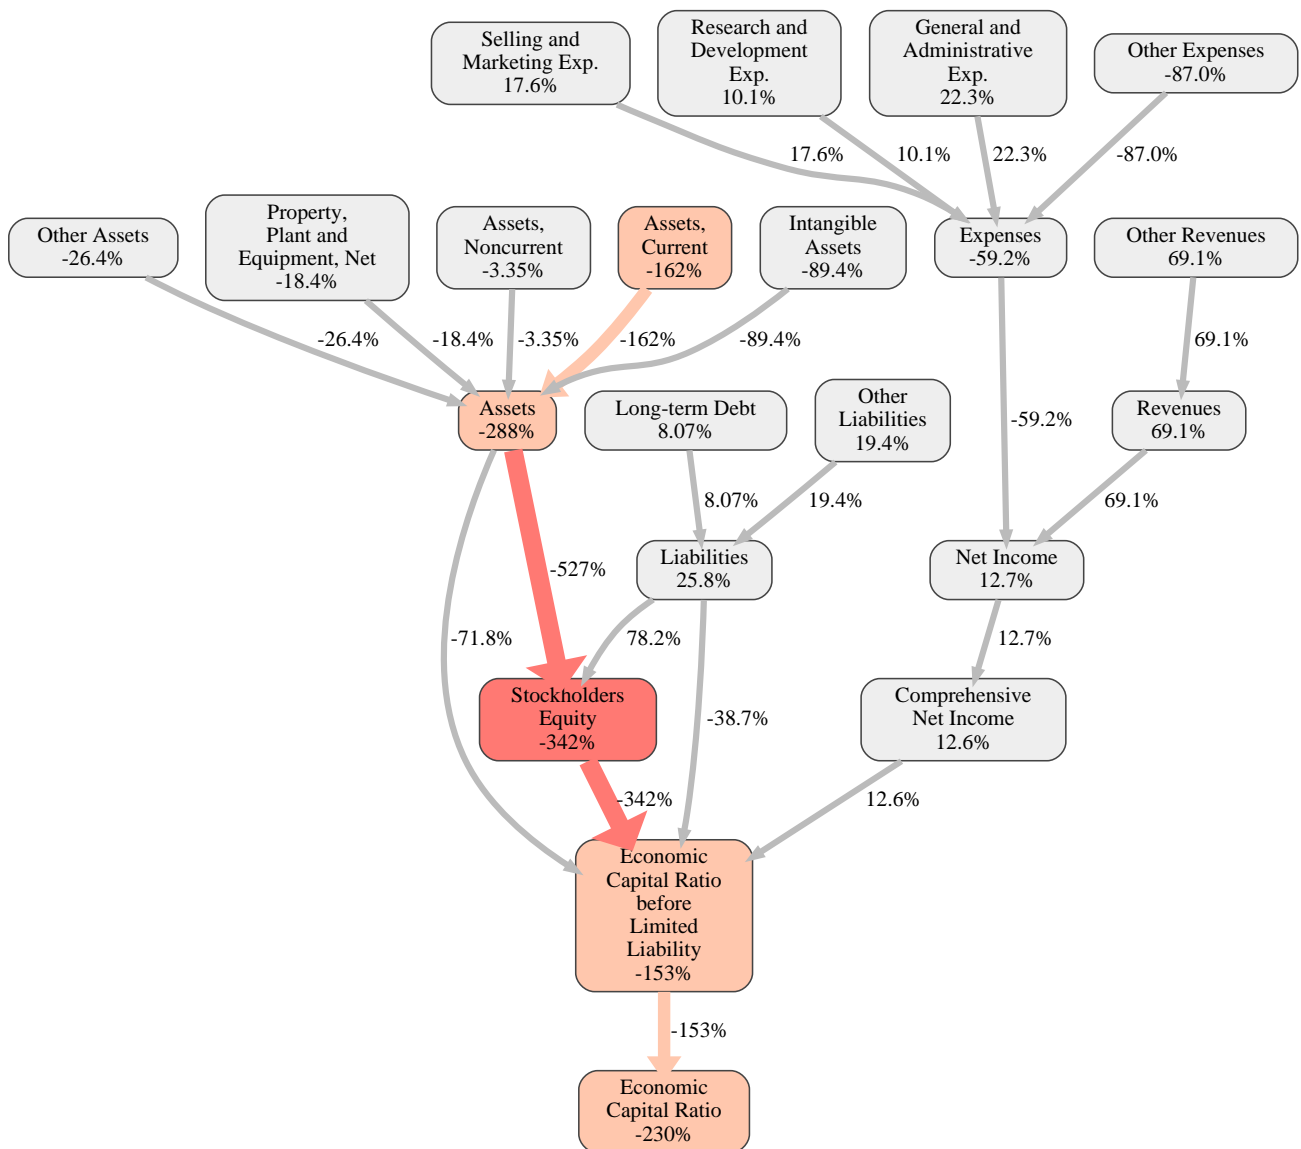 Selling and
Marketing Exp.
17.6%
Research and
Development
Exp.
10.1%
General and
Administrative
Exp.
22.3%
Other Expenses
-87.0%
17.6%
10.1%
22.3%
-87.0%
Other Assets
-26.4%
Property,
Plant and
Equipment, Net
-18.4%
Assets,
Noncurrent
-3.35%
Assets,
Current
-162%
Intangible
Assets
-89.4%
Expenses
-59.2%
Other Revenues
69.1%
-26.4%
-18.4%
-3.35%
-162%
-89.4%
69.1%
Assets
-288%
Long-term Debt
8.07%
Other
Liabilities
19.4%
-59.2%
Revenues
69.1%
8.07%
19.4%
69.1%
-527%
Liabilities
25.8%
Net Income
12.7%
-71.8%
78.2%
12.7%
Stockholders
Equity
-342%
-38.7%
Comprehensive
Net Income
12.6%
-342%
12.6%
Economic
Capital Ratio
before
Limited
Liability
-153%
-153%
Economic
Capital Ratio
-230%